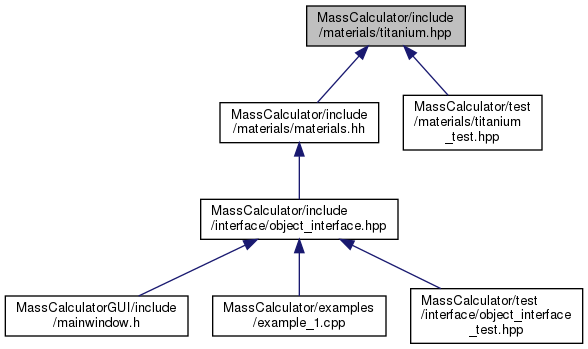 MassCalculator/include
/materials/titanium.hpp
MassCalculator/include
/materials/materials.hh
MassCalculator/test
/materials/titanium
_test.hpp
MassCalculator/include
/interface/object_interface.hpp
MassCalculatorGUI/include
/mainwindow.h
MassCalculator/examples
/example_1.cpp
MassCalculator/test
/interface/object_interface
_test.hpp